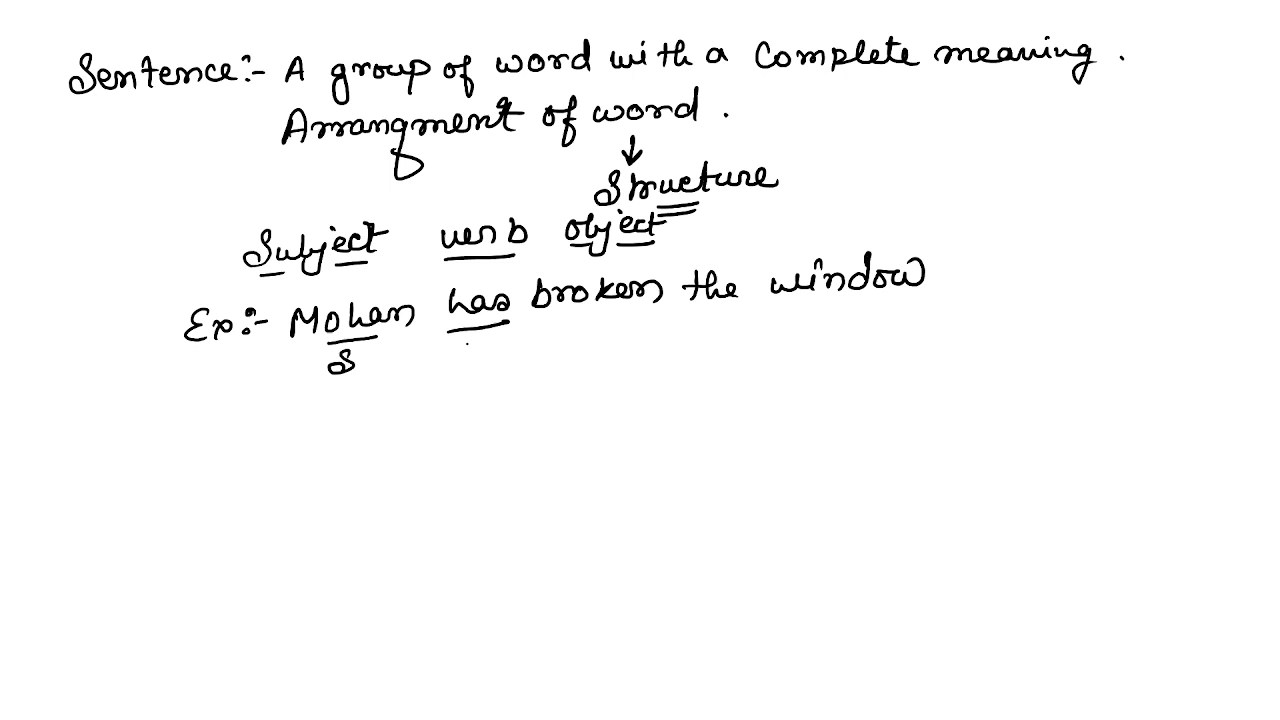 Sentence:- A group of word with a complete meaning.
Arrangment of word.
↓
Structure
Subject verb object
Ex:- Mohan has broken the window
S